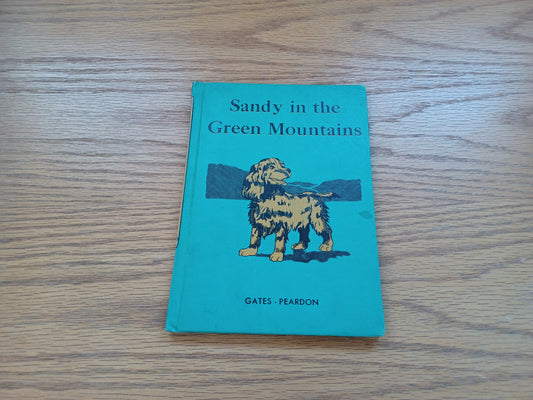 Sandy in the
Green Mountains
GATES - PEARDON